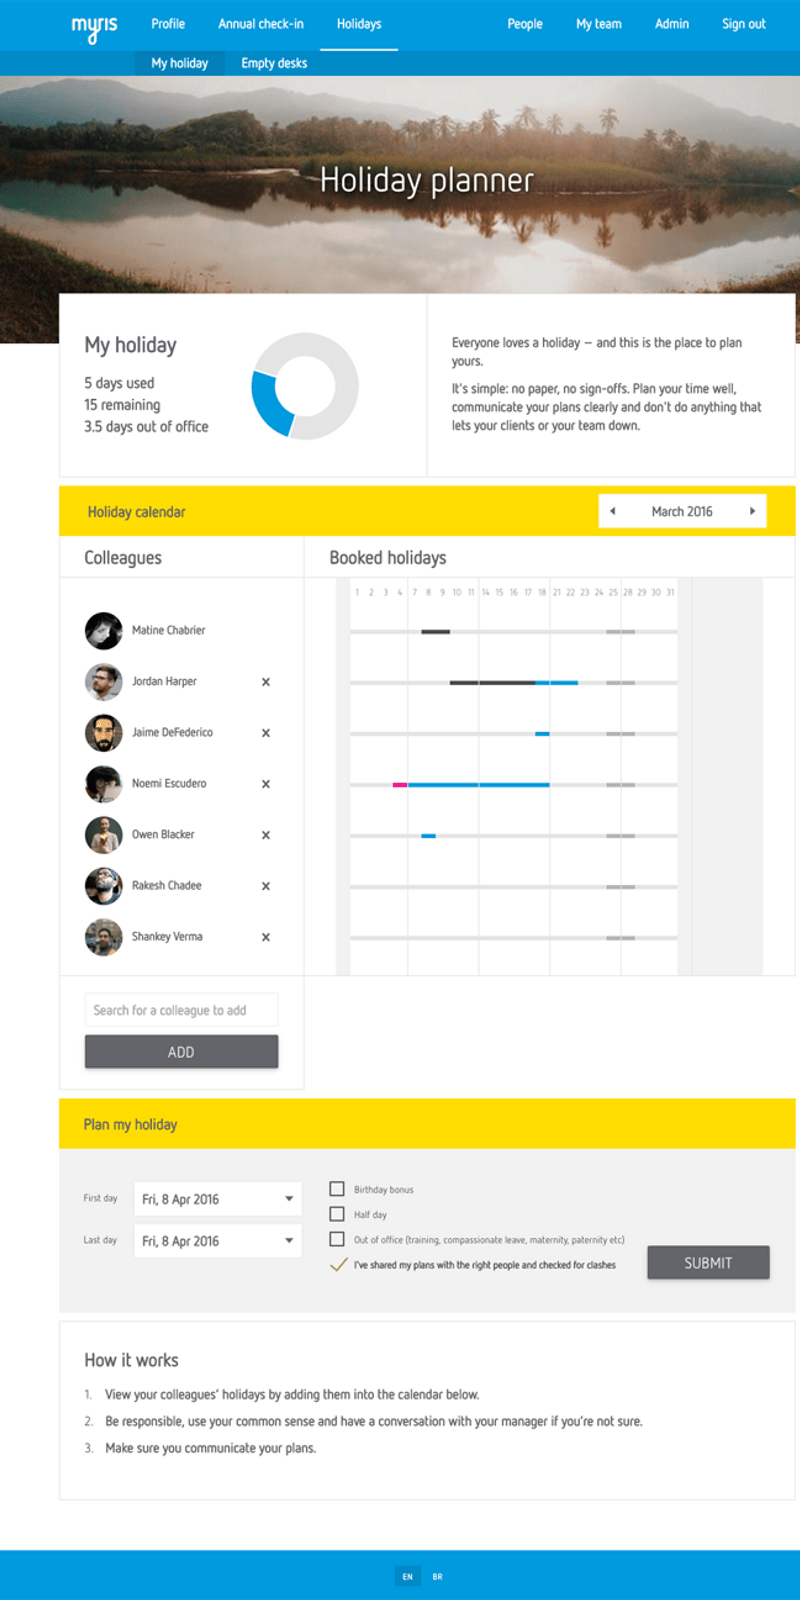 myris
Profile
Annual check-in
Holidays
People
My team
Admin
Sign out
My holiday
Empty desks
Holiday planner
My holiday
5 days used
15 remaining
3.5 days out of office
Everyone loves a holiday – and this is the place to plan
yours.
It's simple: no paper, no sign-offs. Plan your time well,
communicate your plans clearly and don't do anything that
lets your clients or your team down.
Holiday calendar
March 2016
Colleagues
Booked holidays
1 2 3 4 7 8 9 10 11 14 15 16 17 18 21 22 23 24 25 28 29 30 31
Matine Chabrier
Jordan Harper
Jaime DeFederico
Noemi Escudero
Owen Blacker
Rakesh Chadee
Shankey Verma
Search for a colleague to add
ADD
Plan my holiday
First day
Fri, 8 Apr 2016
Last day
Fri, 8 Apr 2016
Birthday bonus
Half day
Out of office (training, compassionate leave, maternity, paternity etc)
I've shared my plans with the right people and checked for clashes
SUBMIT
How it works
1. View your colleagues' holidays by adding them into the calendar below.
2. Be responsible, use your common sense and have a conversation with your manager if you're not sure.
3. Make sure you communicate your plans.
EN
BR